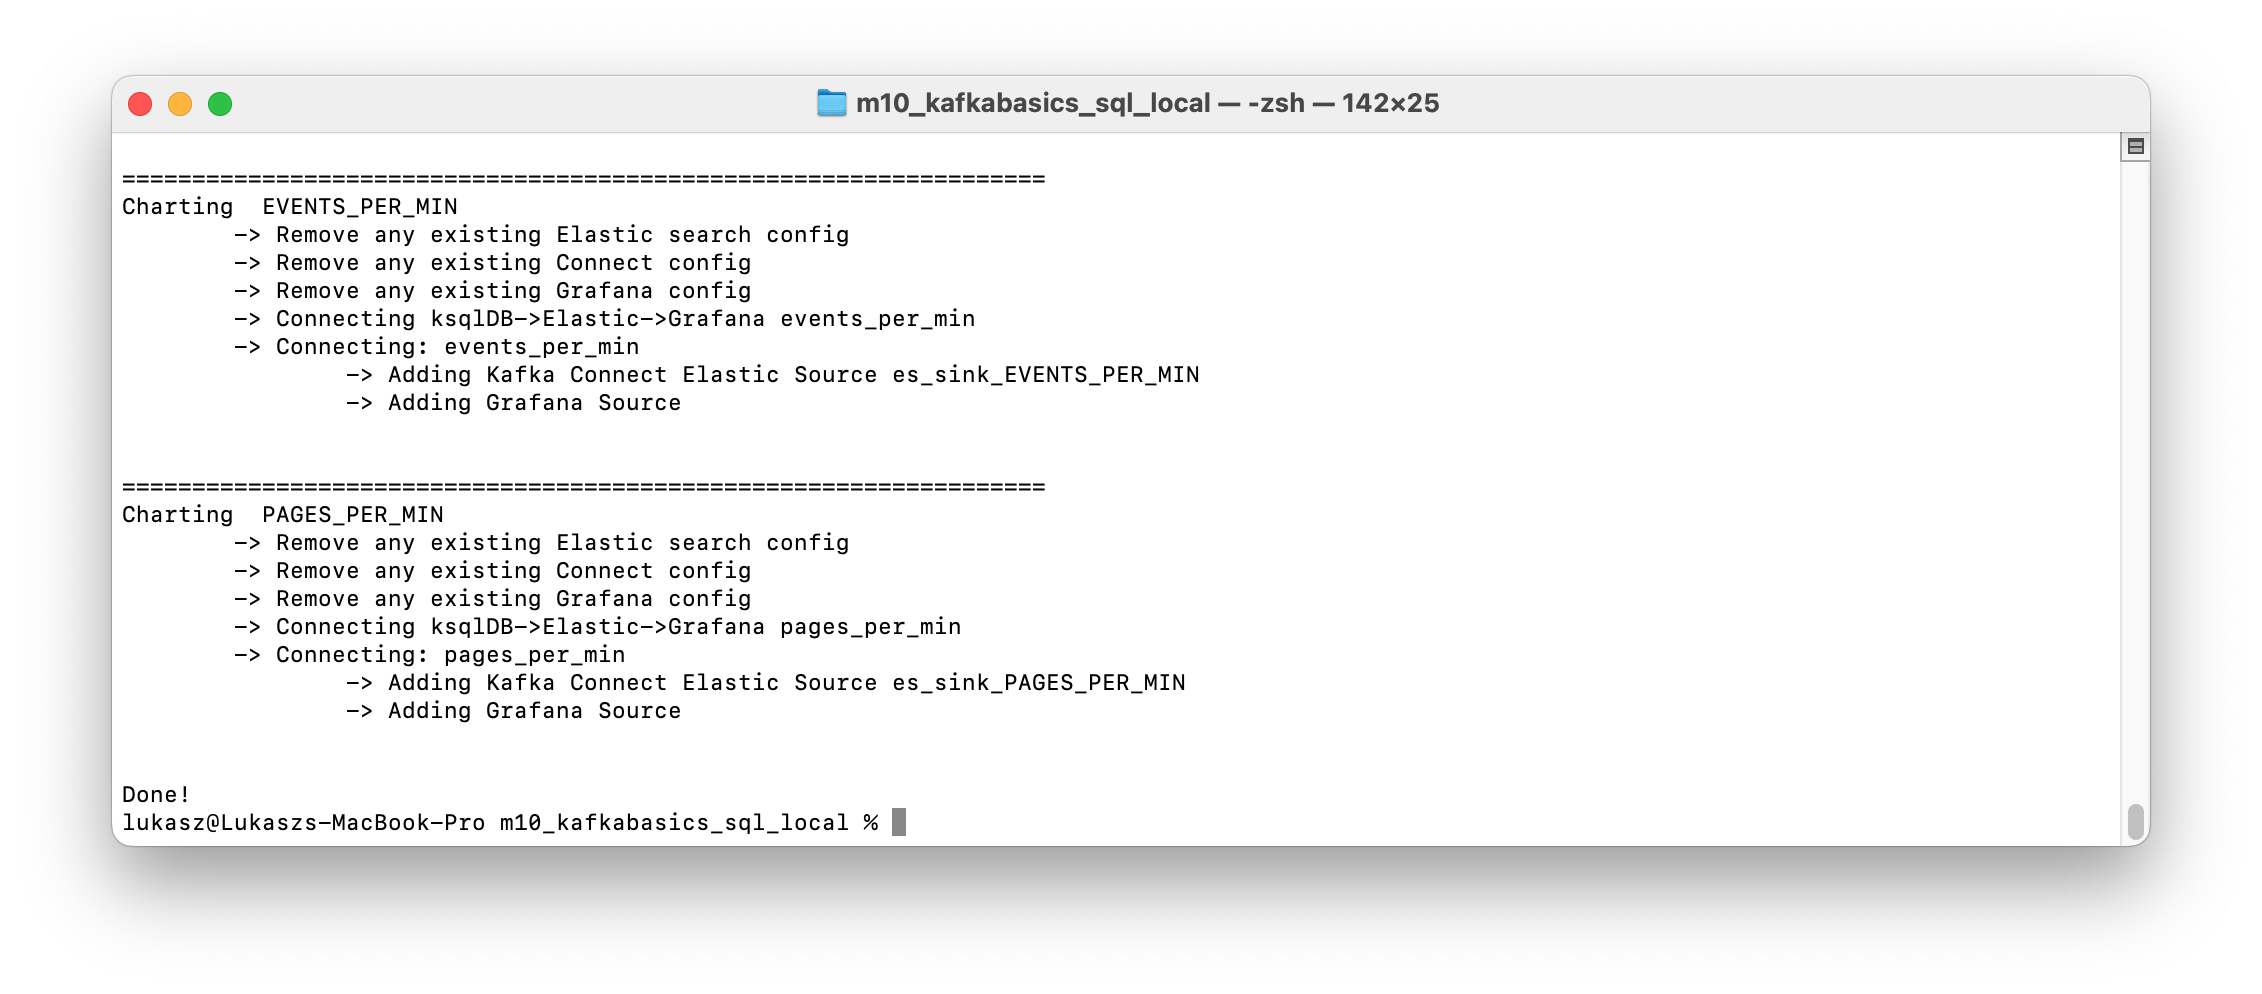 m10_kafkabasics_sql_local — -zsh — 142×25
==================================================================
Charting  EVENTS_PER_MIN
        -> Remove any existing Elastic search config
        -> Remove any existing Connect config
        -> Remove any existing Grafana config
        -> Connecting ksqlDB->Elastic->Grafana events_per_min
        -> Connecting: events_per_min
                -> Adding Kafka Connect Elastic Source es_sink_EVENTS_PER_MIN
                -> Adding Grafana Source
==================================================================
Charting  PAGES_PER_MIN
        -> Remove any existing Elastic search config
        -> Remove any existing Connect config
        -> Remove any existing Grafana config
        -> Connecting ksqlDB->Elastic->Grafana pages_per_min
        -> Connecting: pages_per_min
                -> Adding Kafka Connect Elastic Source es_sink_PAGES_PER_MIN
                -> Adding Grafana Source
Done!
lukasz@Lukaszs-MacBook-Pro m10_kafkabasics_sql_local %